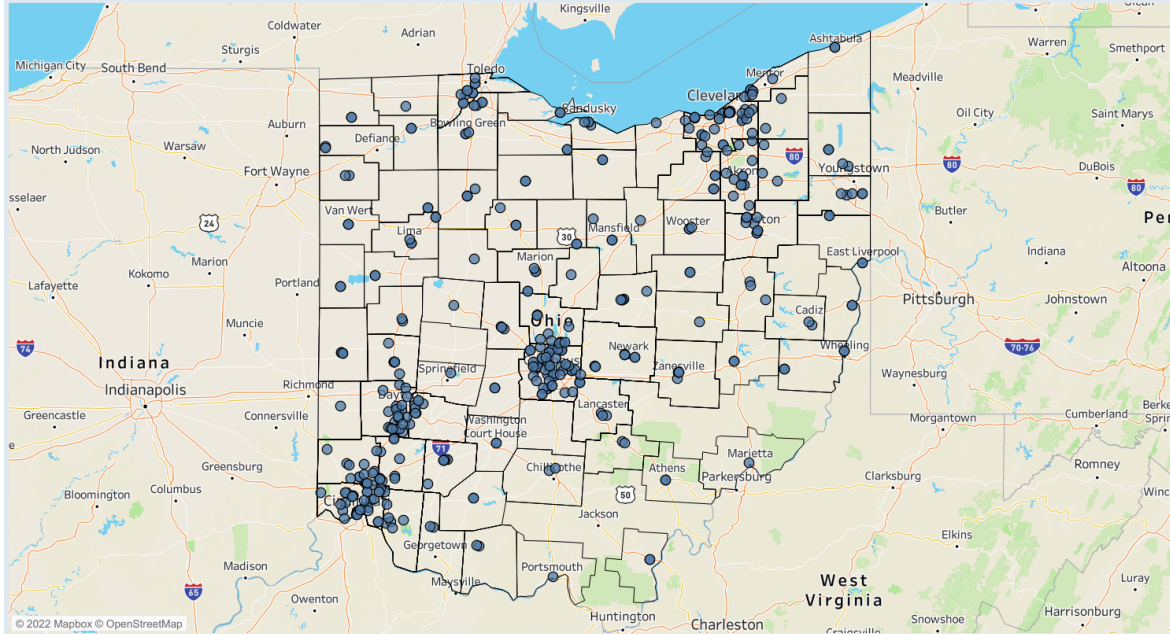 Kingsville
Coldwater
Adrian
Sturgis
Michigan City
South Bend
Ashtabula
Warren
Smethport
Meadville
Toledo
Mentor
Sandusky
Oil City
Saint Marys
Auburn
Bowling Green
Defiance
North Judson
Warsaw
Fort Wayne
80
80
DuBois
80
Youngstown
Van Wert
24
Butler
Wooster
Mansfield
30
Lima
Marion
Marion
East Liverpool
Indiana
Altoona
Kokomo
Portland
Lafayette
Pittsburgh
Johnstown
Muncie
Ohio
Cadiz
74
Indiana
Newark
Wheeling
70-76
Springfield
Zanesville
Waynesburg
Indianapolis
Richmond
Lancaster
Greencastle
Connersville
Washington
Court House
Morgantown
Cumberland
71
Greensburg
Chillicothe
Athens
Marietta
Parkersburg
Romney
Bloomington
Columbus
50
Clarksburg
Jackson
Elkins
Georgetown
Madison
Portsmouth
Maysville
65
Owenton
West
Virginia
Luray
Huntington
Charleston
Harrisonburg
Snowshoe
© 2022 Mapbox © OpenStreetMap